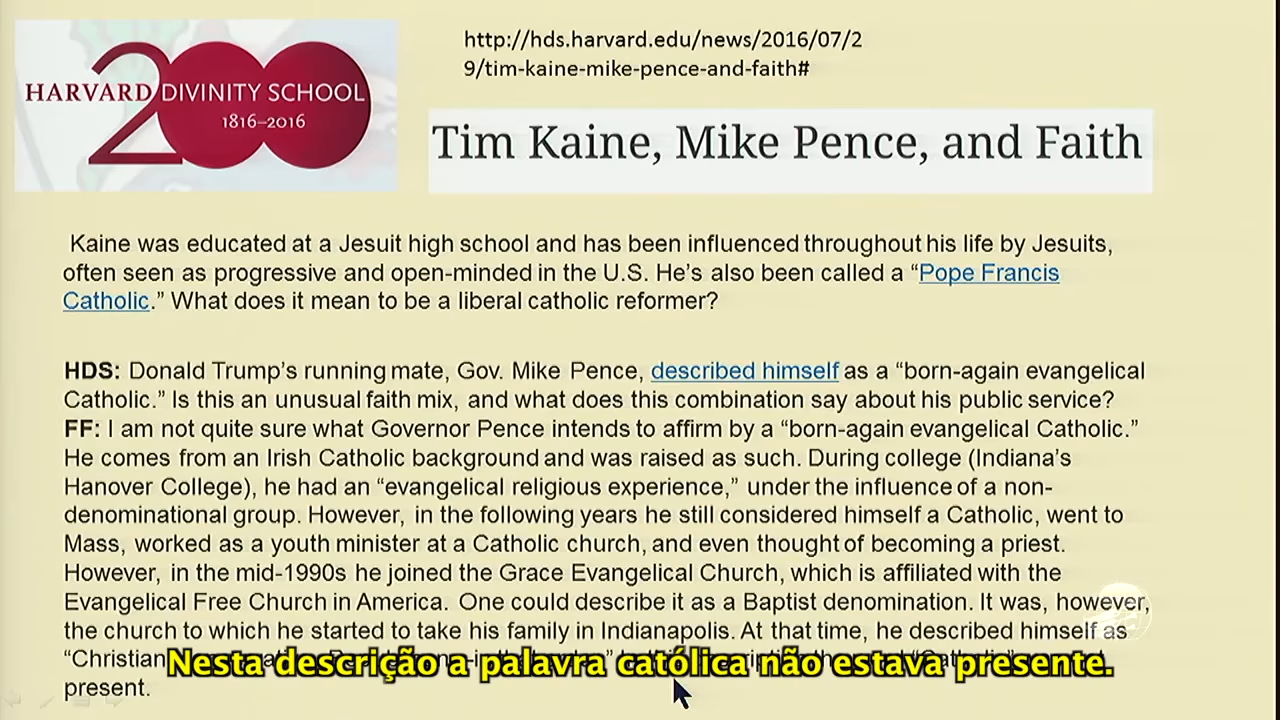 HARVARD DIVINITY SCHOOL
200
1816–2016
http://hds.harvard.edu/news/2016/07/2
9/tim-kaine-mike-pence-and-faith#
Tim Kaine, Mike Pence, and Faith
Kaine was educated at a Jesuit high school and has been influenced throughout his life by Jesuits,
often seen as progressive and open-minded in the U.S. He’s also been called a “Pope Francis
Catholic.” What does it mean to be a liberal catholic reformer?
HDS: Donald Trump’s running mate, Gov. Mike Pence, described himself as a “born-again evangelical
Catholic.” Is this an unusual faith mix, and what does this combination say about his public service?
FF: I am not quite sure what Governor Pence intends to affirm by a “born-again evangelical Catholic.”
He comes from an Irish Catholic background and was raised as such. During college (Indiana’s
Hanover College), he had an “evangelical religious experience,” under the influence of a non-
denominational group. However, in the following years he still considered himself a Catholic, went to
Mass, worked as a youth minister at a Catholic church, and even thought of becoming a priest.
However, in the mid-1990s he joined the Grace Evangelical Church, which is affiliated with the
Evangelical Free Church in America. One could describe it as a Baptist denomination. It was, however,
the church to which he started to take his family in Indianapolis. At that time, he described himself as
“Christian
Nesta descrição a palavra católica não estava presente.
present.